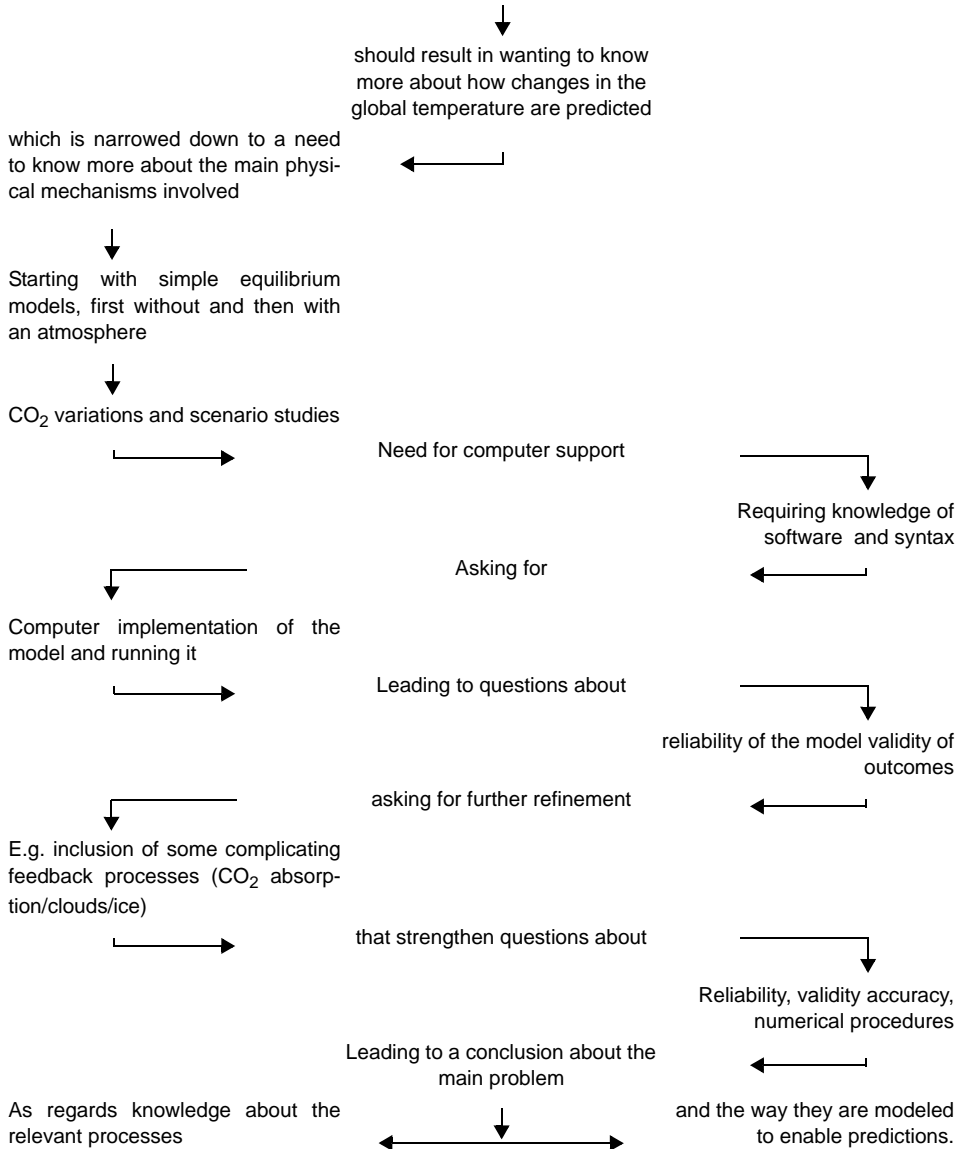 should result in wanting to know
more about how changes in the
global temperature are predicted
which is narrowed down to a need
to know more about the main physi-
cal mechanisms involved
Starting with simple equilibrium
models, first without and then with
an atmosphere
CO2 variations and scenario studies
Need for computer support
Requiring knowledge of
software and syntax
Asking for
Computer implementation of the
model and running it
Leading to questions about
reliability of the model validity of
outcomes
asking for further refinement
E.g. inclusion of some complicating
feedback processes (CO2 absorp-
tion/clouds/ice)
that strengthen questions about
Reliability, validity accuracy,
numerical procedures
Leading to a conclusion about the
main problem
As regards knowledge about the
relevant processes
and the way they are modeled
to enable predictions.